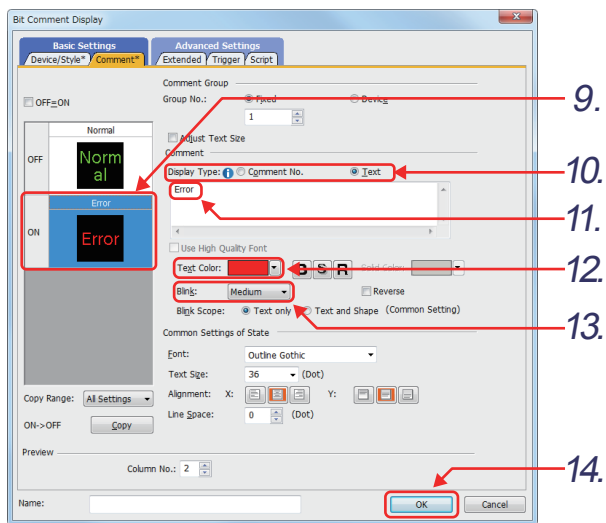 Bit Comment Display
Basic Settings
Advanced Settings
Device/Style*
Comment*
Extended
Trigger
Script
OFF=ON
Normal
OFF
Norm
al
Error
ON
Error
Copy Range:
All Settings
ON->OFF
Copy
Comment Group
Group No.:
Fixed
Device
1
Adjust Text Size
Comment
Display Type:
Comment No.
Text
Error
Use High Quality Font
Text Color:
B S R
Solid Color:
Blink:
Medium
Reverse
Blink Scope:
Text only
Text and Shape
(Common Setting)
Common Settings of State
Font:
Outline Gothic
Text Size:
36
(Dot)
Alignment:
X:
Y:
Line Space:
0
(Dot)
Preview
Column No.:
2
Name:
OK
Cancel
9.
10.
11.
12.
13.
14.